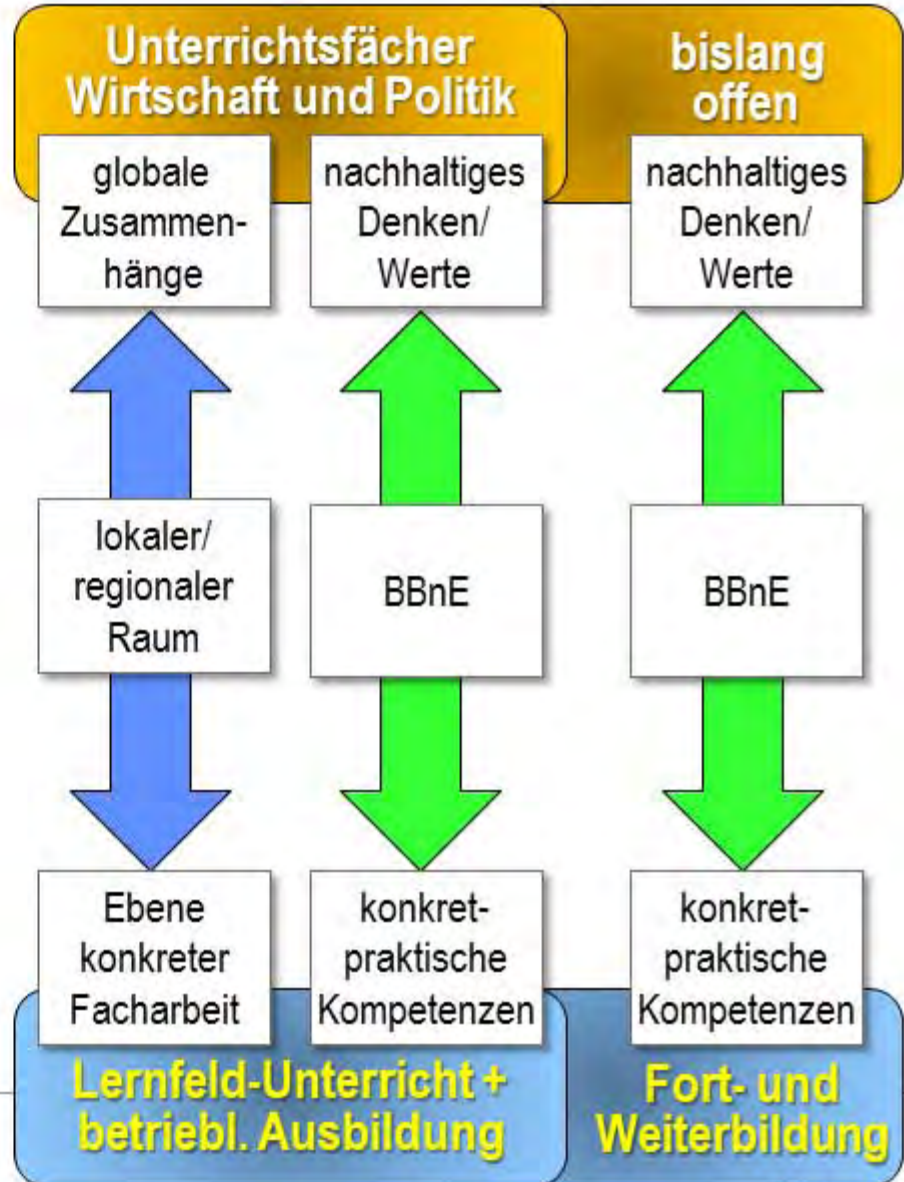 Unterrichtsfächer
Wirtschaft und Politik
bislang
offen
globale
Zusammen-
hänge
nachhaltiges
Denken/
Werte
nachhaltiges
Denken/
Werte
lokaler/
regionaler
Raum
BBnE
BBnE
Ebene
konkreter
Facharbeit
konkret-
praktische
Kompetenzen
konkret-
praktische
Kompetenzen
Lernfeld-Unterricht +
betriebl. Ausbildung
Fort- und
Weiterbildung